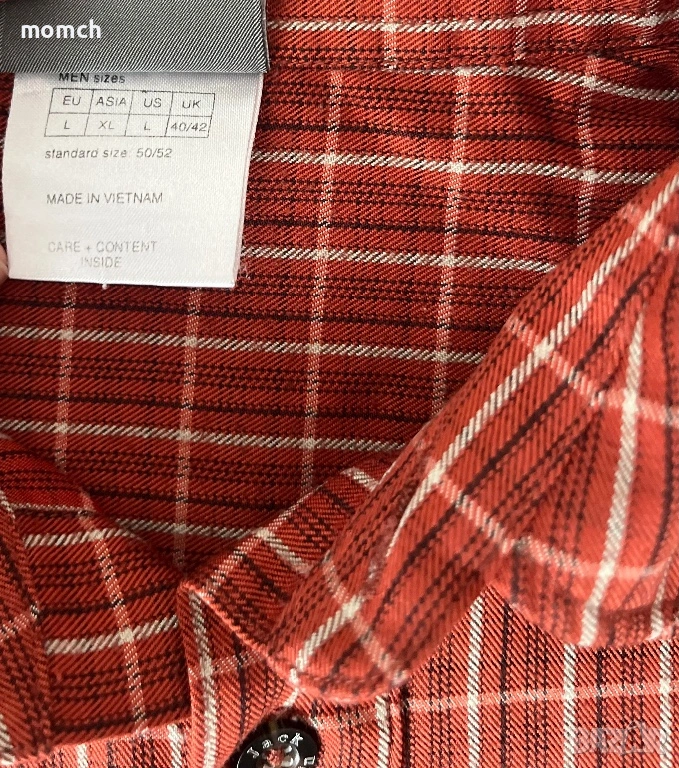 momch
MEN sizes
EU ASIA US UK
L XL L 40/42
standard size 50/52
MADE IN VIETNAM
CARE + CONTENT
INSIDE
Jack